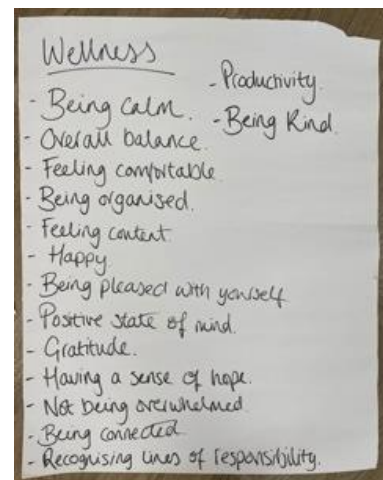 Wellness
- Productivity.
- Being Kind.
- Being calm.
- Overall balance.
- Feeling comfortable.
- Being organised.
- Feeling content.
- Happy.
- Being pleased with yourself.
- Positive state of mind.
- Gratitude.
- Having a sense of hope.
- Not being overwhelmed
- Being connected.
- Recognising lines of responsibility.